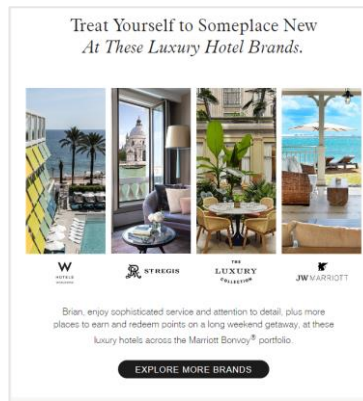 Treat Yourself to Someplace New
At These Luxury Hotel Brands.
W
HOTELS
STREGIS
THE
LUXURY
COLLECTION
JW MARRIOTT
Brian, enjoy sophisticated service and attention to detail, plus more
places to earn and redeem points on a long weekend getaway, at these
luxury hotels across the Marriott Bonvoy® portfolio.
EXPLORE MORE BRANDS